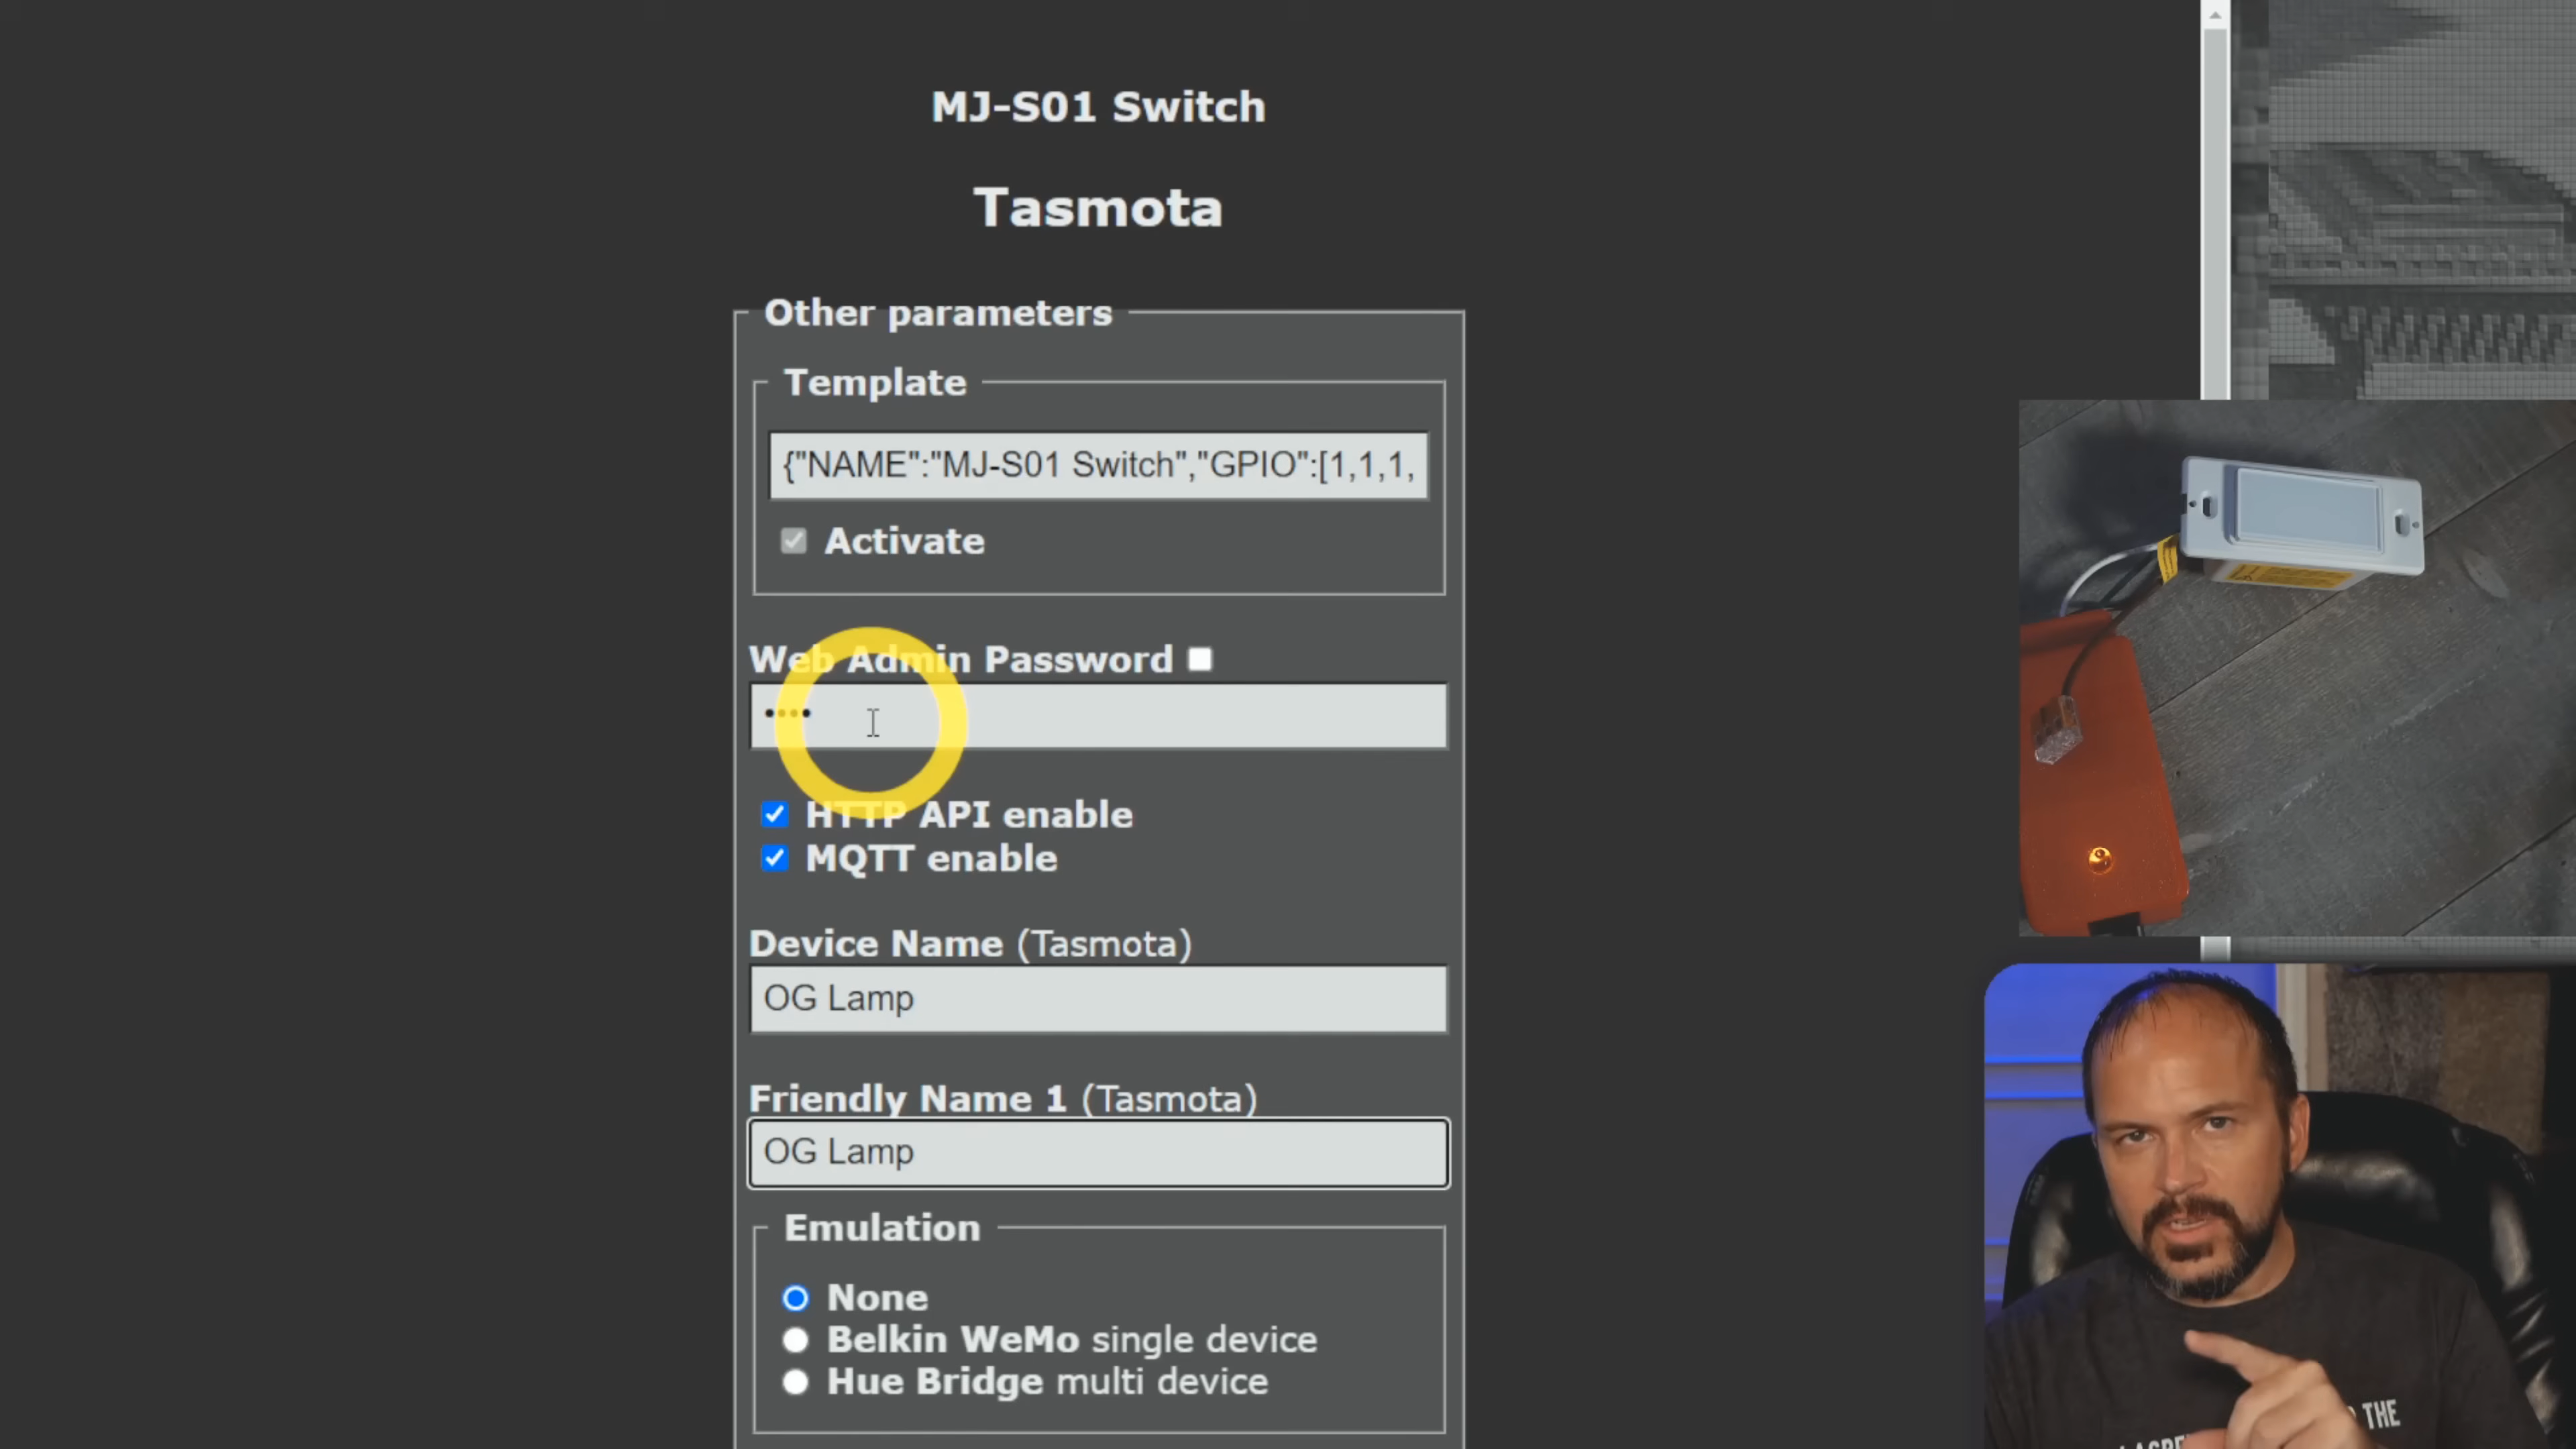 MJ-S01 Switch
Tasmota
Other parameters
Template
{"NAME":"MJ-S01 Switch","GPIO":[1,1,1,
Activate
Web Admin Password
••••
HTTP API enable
MQTT enable
Device Name (Tasmota)
OG Lamp
Friendly Name 1 (Tasmota)
OG Lamp
Emulation
None
Belkin WeMo single device
Hue Bridge multi device
THE